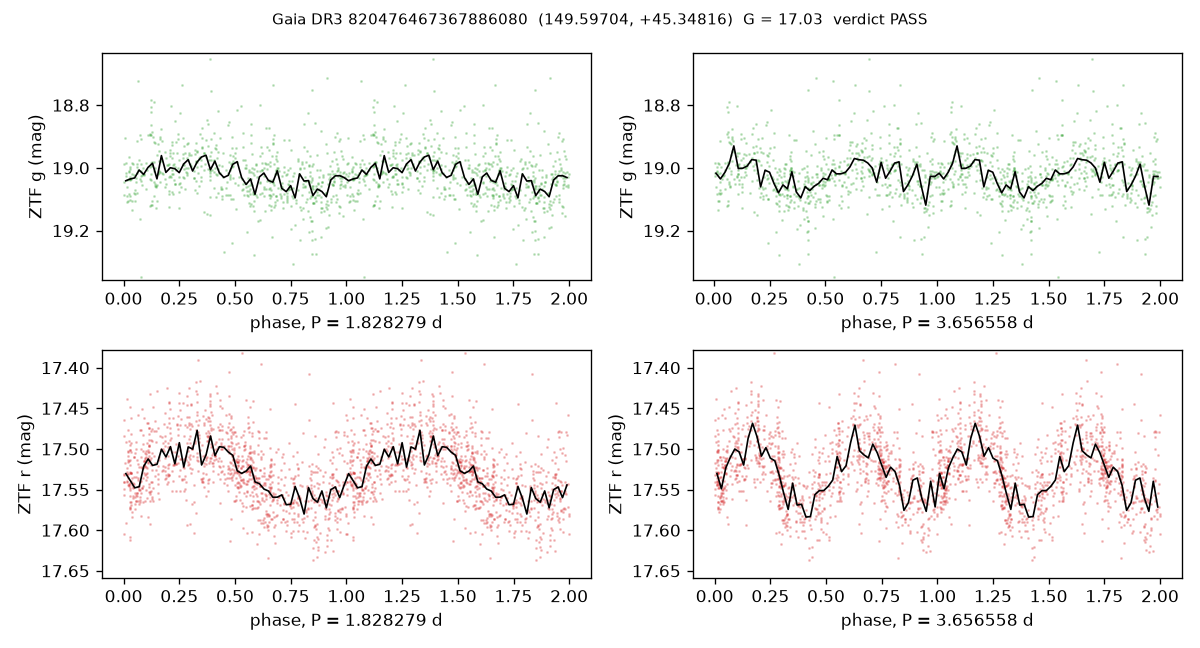 Gaia DR3 820476467367886080 (149.59704, +45.34816) G = 17.03 verdict PASS
ZTF g (mag)
18.8
19.0
19.2
0.00 0.25 0.50 0.75 1.00 1.25 1.50 1.75 2.00
phase, P = 1.828279 d
ZTF g (mag)
18.8
19.0
19.2
0.00 0.25 0.50 0.75 1.00 1.25 1.50 1.75 2.00
phase, P = 3.656558 d
ZTF r (mag)
17.40
17.45
17.50
17.55
17.60
17.65
0.00 0.25 0.50 0.75 1.00 1.25 1.50 1.75 2.00
phase, P = 1.828279 d
ZTF r (mag)
17.40
17.45
17.50
17.55
17.60
17.65
0.00 0.25 0.50 0.75 1.00 1.25 1.50 1.75 2.00
phase, P = 3.656558 d